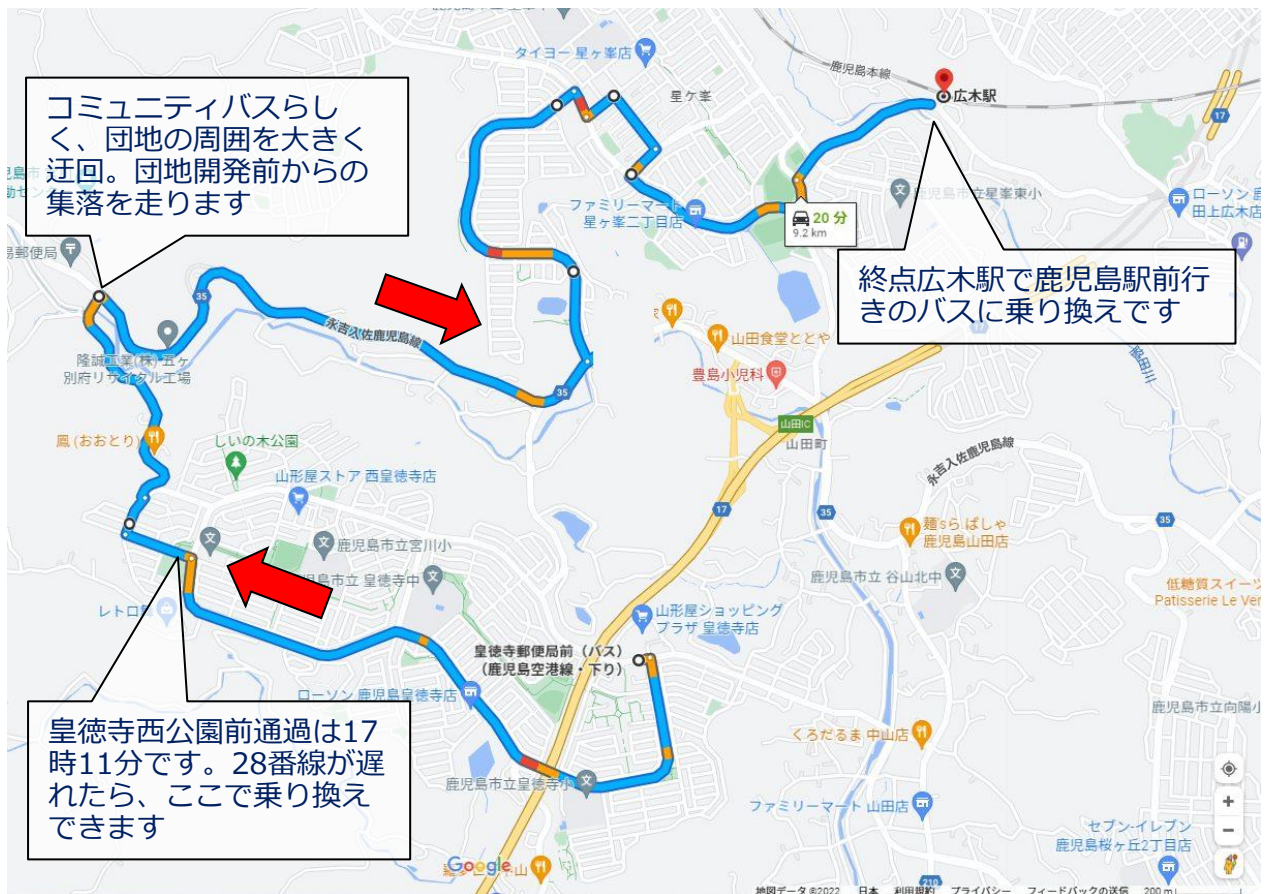 タイヨー 星ヶ峯店
鹿児島本線
広木駅
コミュニティバスらし
く、団地の周囲を大きく
迂回。団地開発前からの
集落を走ります
星ケ峯
17
鹿児島市立星峯東小
ローソン 鹿
田上広木店
ファミリーマート
星ヶ峯二丁目店
20 分
9.2 km
終点広木駅で鹿児島駅前行
きのバスに乗り換えです
郵便局
35
永吉入佐鹿児島線
隆誠工業(株) 五ヶ
別府リサイクル工場
35
山田食堂ととや
豊島小児科
脇田川
山田IC
山田町
鳳 (おおとり)
しいの木公園
山形屋ストア 西皇徳寺店
永吉入佐鹿児島線
17
35
35
麺'sら.ぱしゃ
鹿児島山田店
鹿児島市立宮川小
鹿児島市立 皇徳寺中
鹿児島市立 谷山北中
低糖質スイーツ
Patisserie Le Ver
レトロ
山形屋ショッピング
プラザ 皇徳寺店
皇徳寺郵便局前（バス）
（鹿児島空港線・下り）
ローソン 鹿児島皇徳寺店
鹿児島市立向陽小
皇徳寺西公園前通過は17
時11分です。28番線が遅
れたら、ここで乗り換え
できます
くろだるま 中山店
鹿児島市立皇徳寺小
ファミリーマート 山田店
セブン-イレブン
鹿児島桜ヶ丘2丁目店
Google
210
地図データ ©2022 日本 利用規約 プライバシー フィードバックの送信 200 m